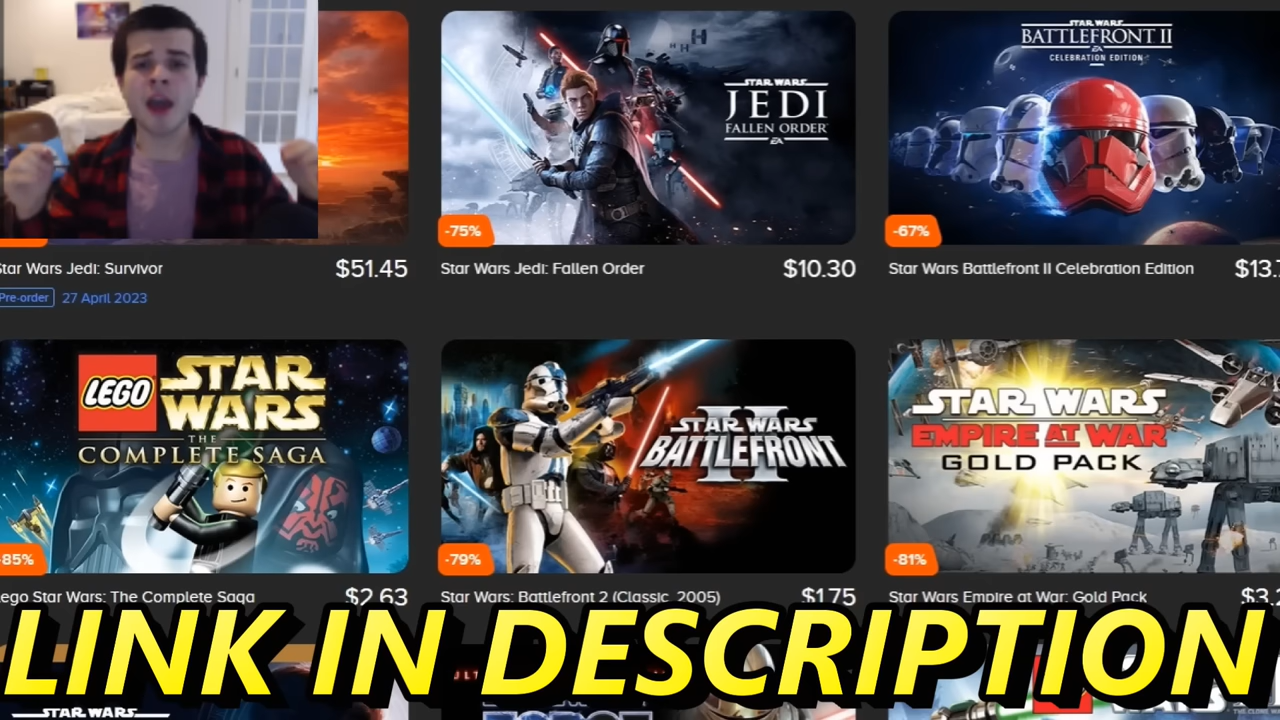 STAR WARS
JEDI
FALLEN ORDER
EA
STAR WARS
BATTLEFRONT II
EA
CELEBRATION EDITION
-75%
-67%
Star Wars Jedi: Survivor
$51.45
Star Wars Jedi: Fallen Order
$10.30
Star Wars Battlefront II Celebration Edition
$13.
Pre-order
27 April 2023
LEGO
STAR WARS
THE
COMPLETE SAGA
STAR WARS
II
BATTLEFRONT
STAR WARS
EMPIRE AT WAR
GOLD PACK
-85%
-79%
-81%
Lego Star Wars: The Complete Saga
$2.63
Star Wars: Battlefront 2 (Classic, 2005)
$1.75
Star Wars Empire at War: Gold Pack
$3.
LINK IN DESCRIPTION
STAR WARS